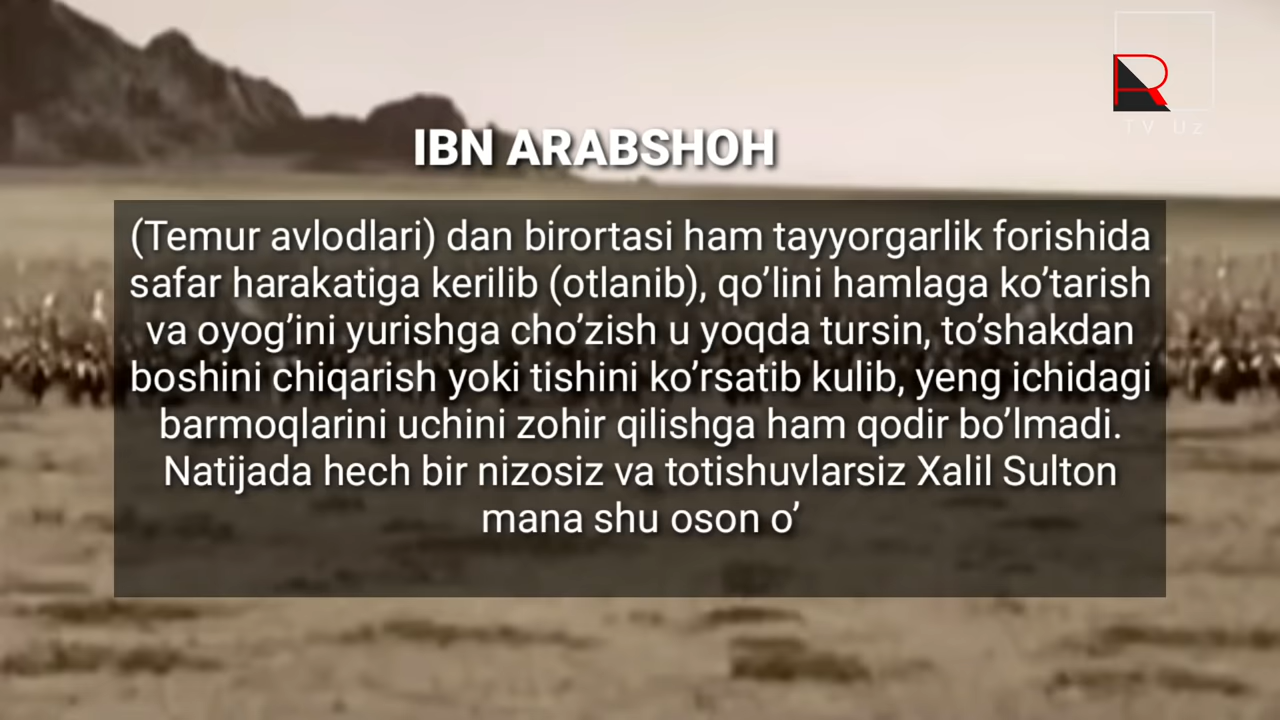 R
TV Uz
IBN ARABSHOH
(Temur avlodlari) dan birortasi ham tayyorgarlik forishida
safar harakatiga kerilib (otlanib), qo’lini hamlaga ko’tarish
va oyog’ini yurishga cho’zish u yoqda tursin, to’shakdan
boshini chiqarish yoki tishini ko’rsatib kulib, yeng ichidagi
barmoqlarini uchini zohir qilishga ham qodir bo’lmadi.
Natijada hech bir nizosiz va totishuvlarsiz Xalil Sulton
mana shu oson o’